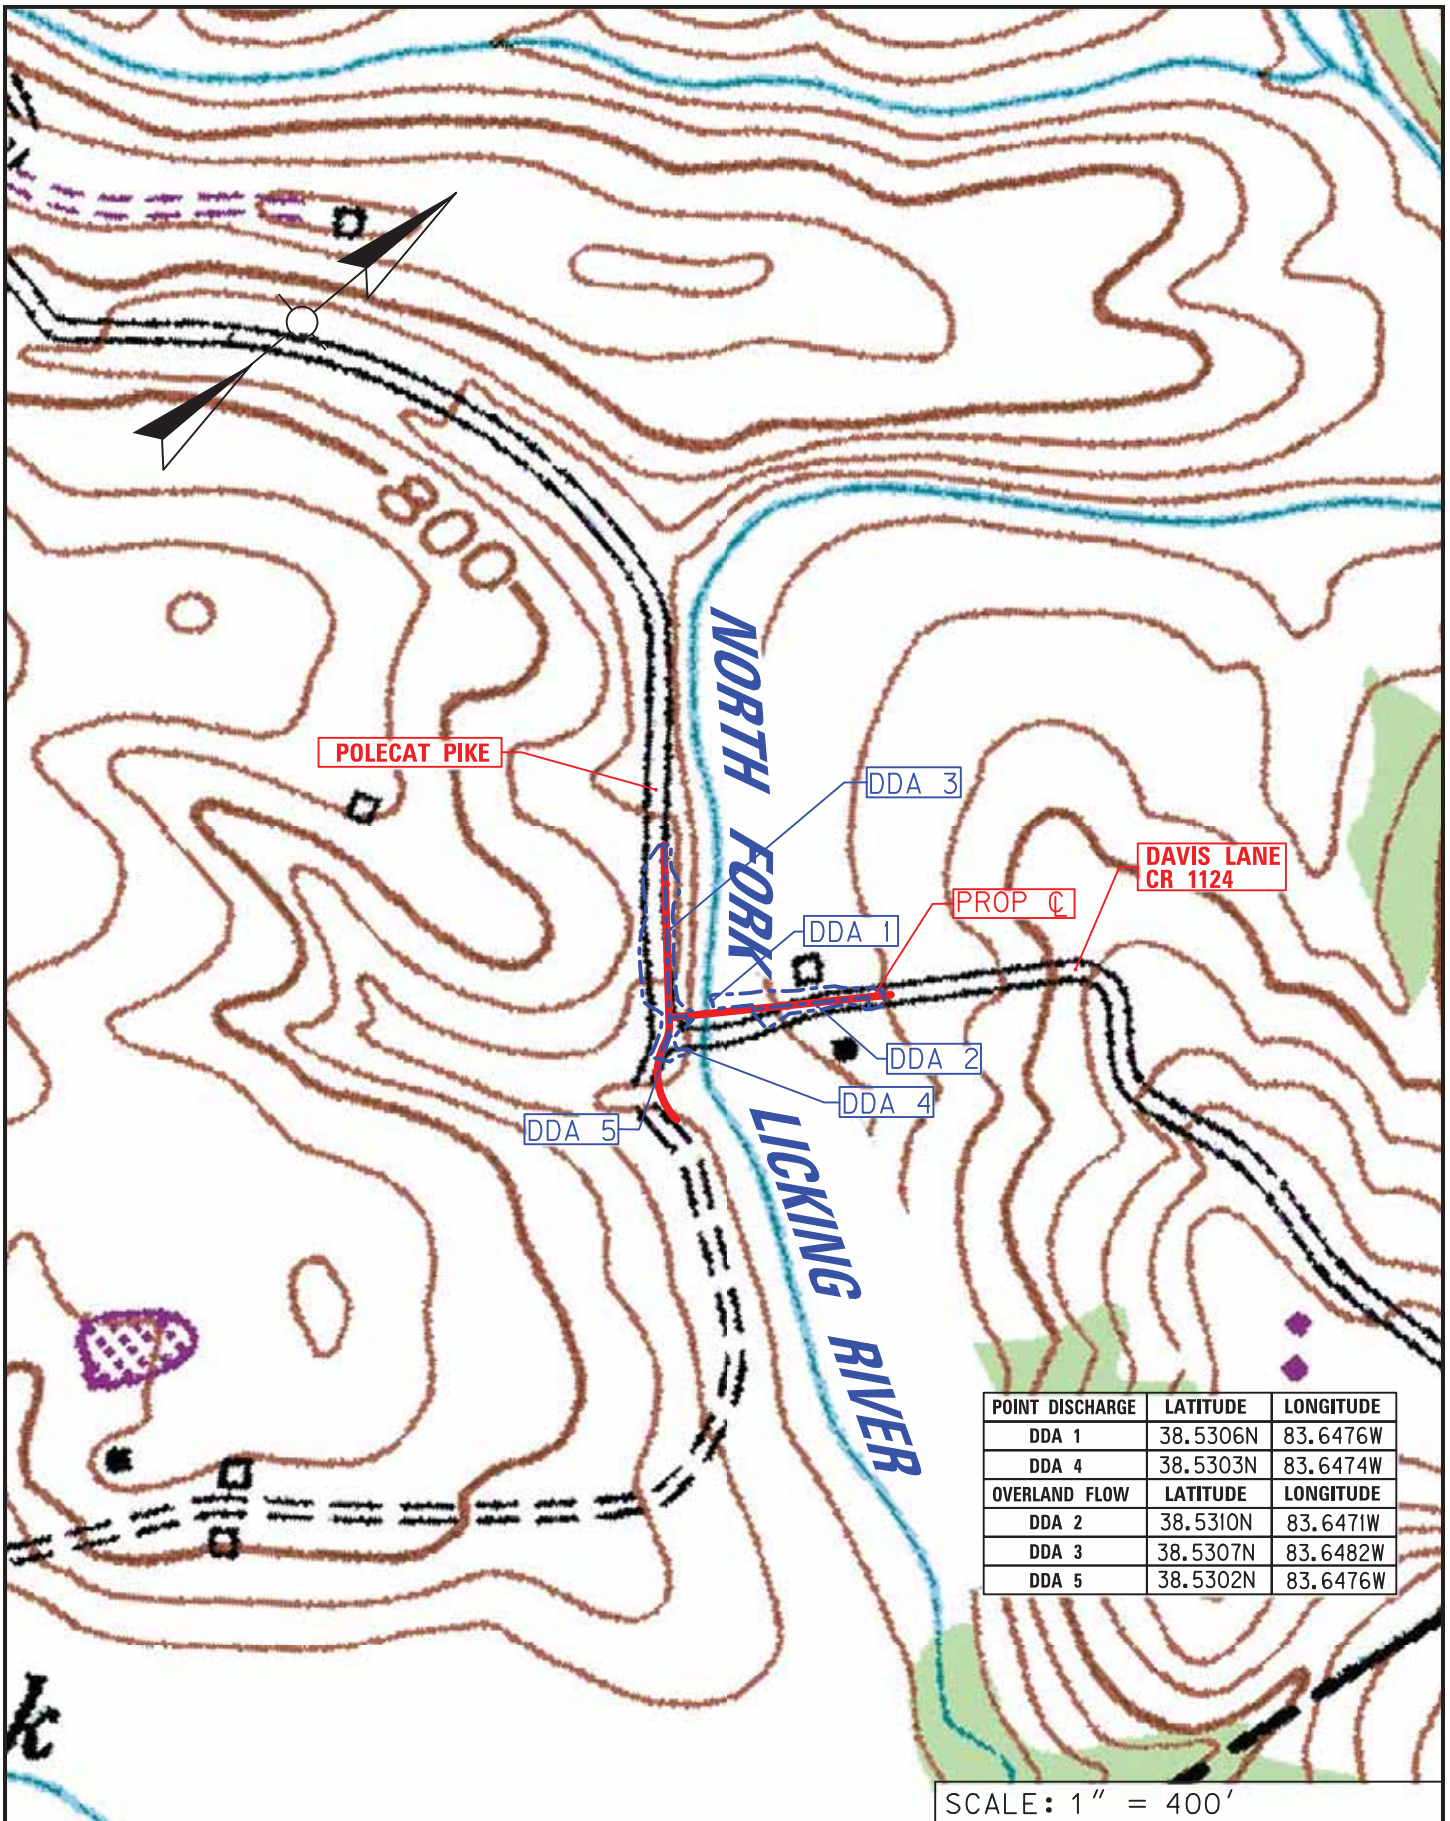 800
NORTH FORK
LICKING RIVER
POLECAT PIKE
DDA 3
DAVIS LANE
CR 1124
PROP ℄
DDA 1
DDA 2
DDA 4
DDA 5
POINT DISCHARGE LATITUDE LONGITUDE
DDA 1 38.5306N 83.6476W
DDA 4 38.5303N 83.6474W
OVERLAND FLOW LATITUDE LONGITUDE
DDA 2 38.5310N 83.6471W
DDA 3 38.5307N 83.6482W
DDA 5 38.5302N 83.6476W
k
SCALE: 1" = 400'